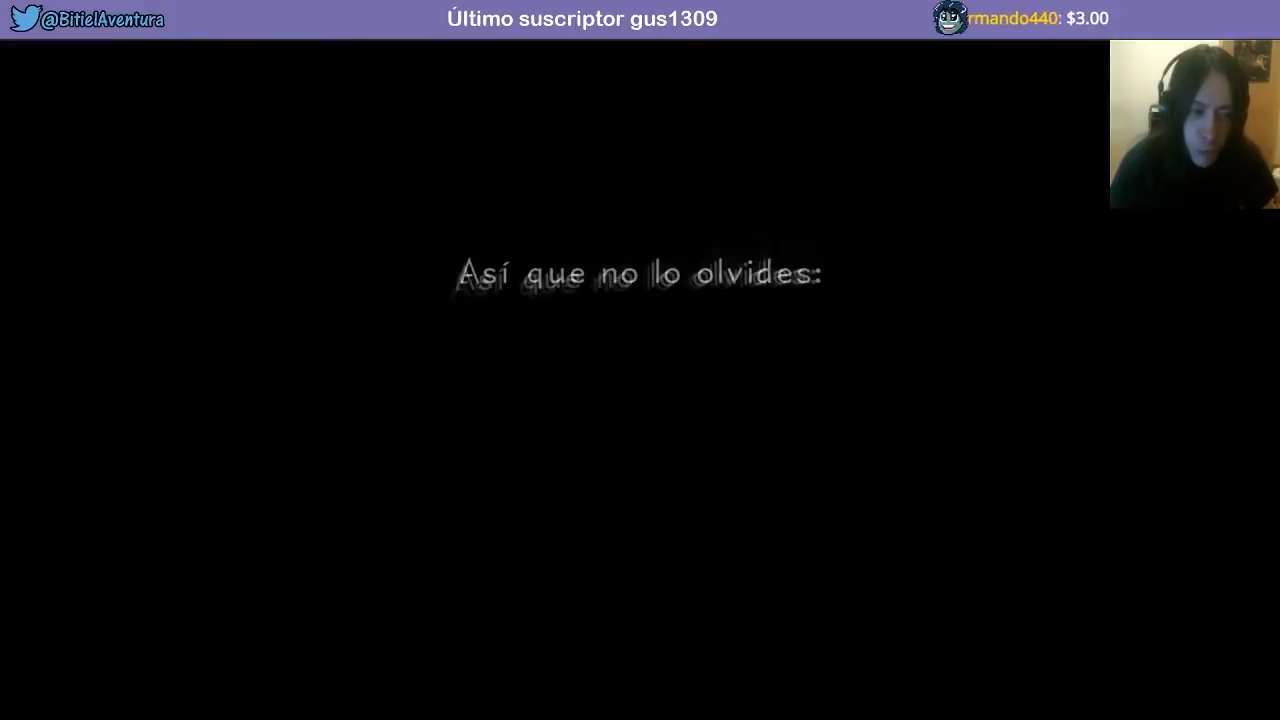 @BitielAventura
Último suscriptor gus1309
rmando440: $3.00
Así que no lo olvides: